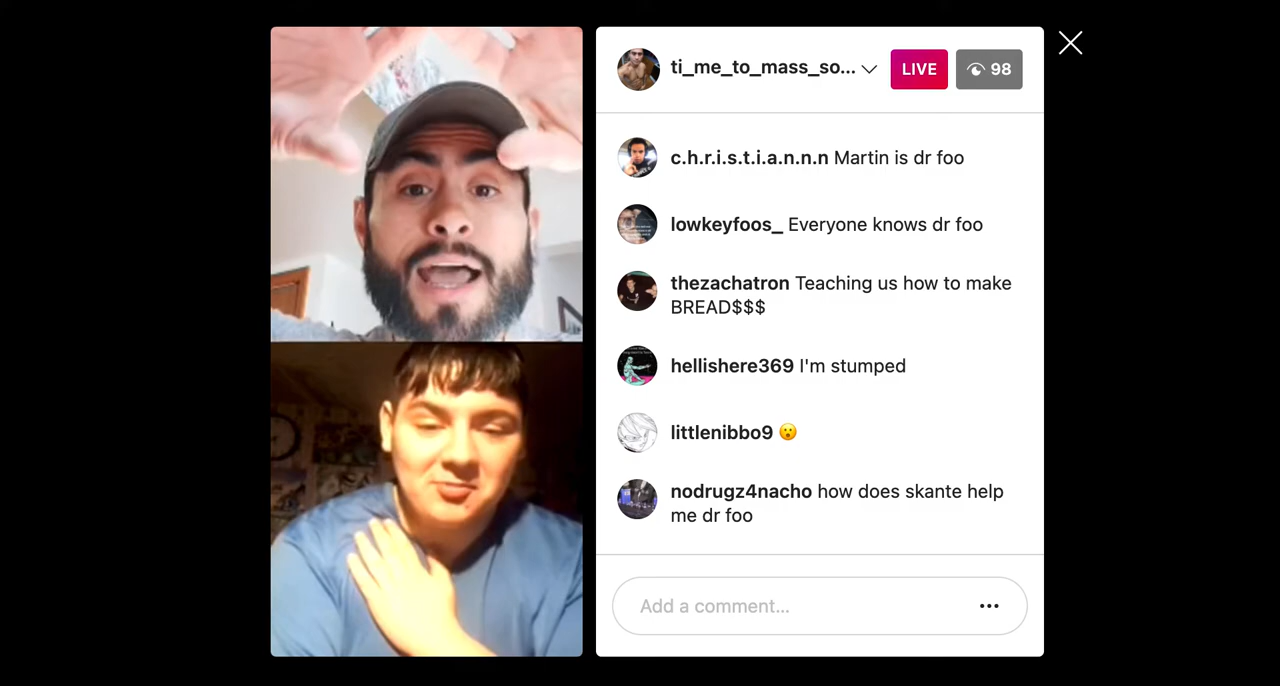 ti_me_to_mass_so...
LIVE
98
c.h.r.i.s.t.i.a.n.n.n Martin is dr foo
lowkeyfoos_ Everyone knows dr foo
thezachatron Teaching us how to make
BREAD$$$
hellishere369 I'm stumped
littlenibbo9 😮
nodrugz4nacho how does skante help
me dr foo
Add a comment...